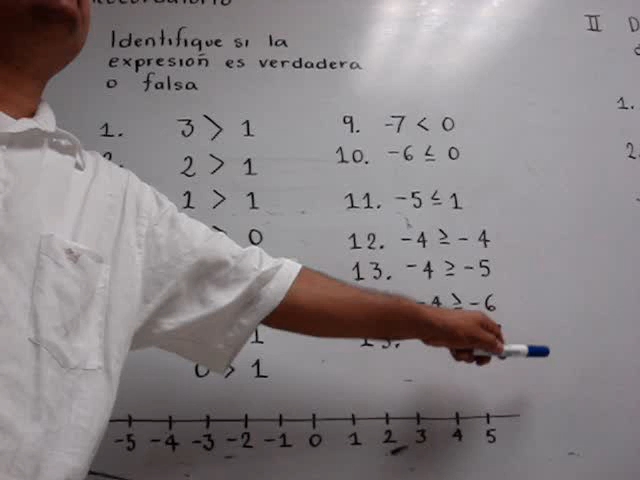 Identifique si la
expresión es verdadera
o falsa
1. 3 > 1
2 > 1
1 > 1
> 0
1
0 > 1
9. -7 < 0
10. -6 ≤ 0
11. -5 ≤ 1
12. -4 ≥ -4
13. -4 ≥ -5
-4 ≥ -6
15.
-5 -4 -3 -2 -1 0 1 2 3 4 5
II D
1.
2.